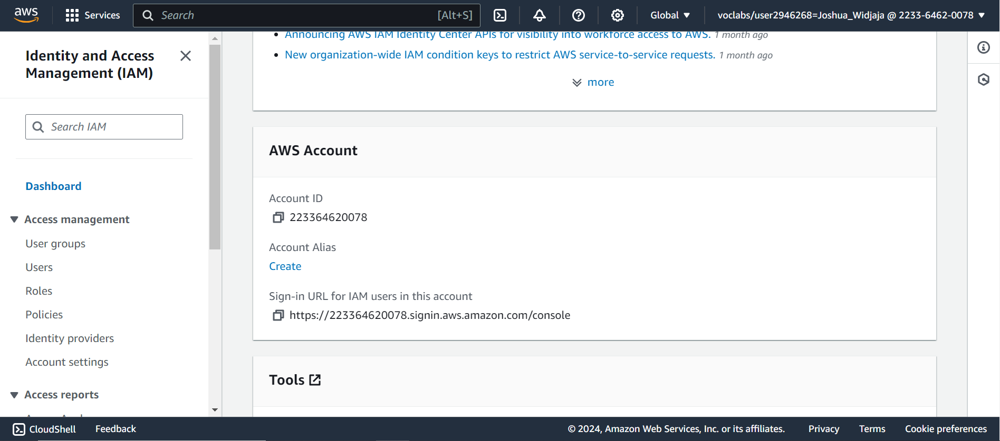 aws
Services
Search
[Alt+S]
Global
voclabs/user2946268=Joshua_Widjaja @ 2233-6462-0078
Identity and Access
Management (IAM)
Search IAM
Dashboard
Access management
User groups
Users
Roles
Policies
Identity providers
Account settings
Access reports
Announcing AWS IAM Identity Center APIs for visibility into workforce access to AWS. 1 month ago
New organization-wide IAM condition keys to restrict AWS service-to-service requests. 1 month ago
more
AWS Account
Account ID
223364620078
Account Alias
Create
Sign-in URL for IAM users in this account
https://223364620078.signin.aws.amazon.com/console
Tools
CloudShell
Feedback
© 2024, Amazon Web Services, Inc. or its affiliates.
Privacy
Terms
Cookie preferences